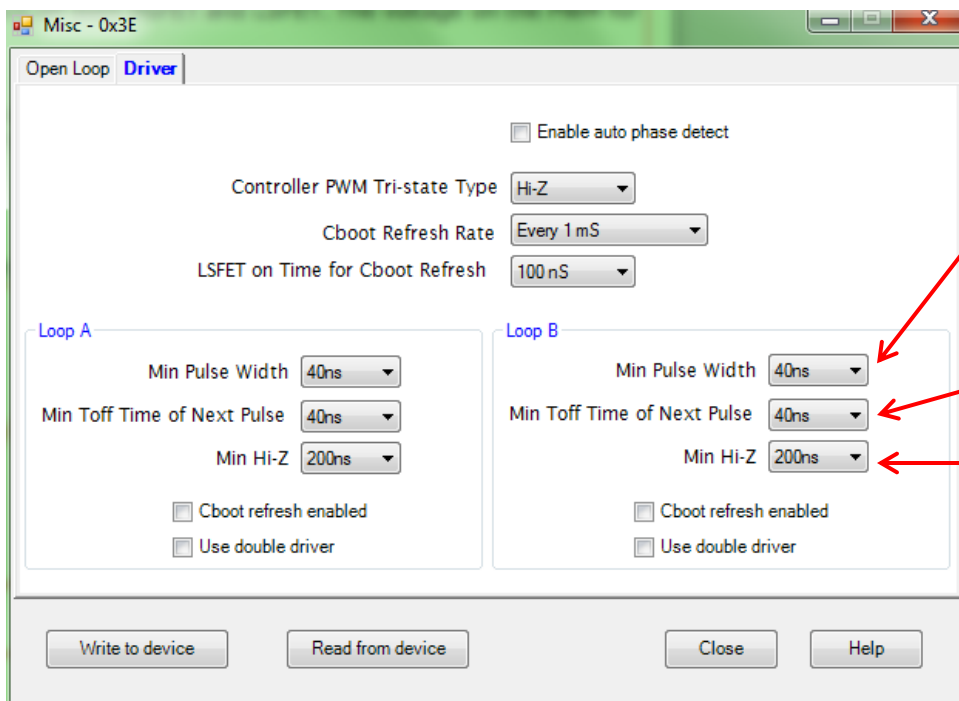 Misc - 0x3E
Open Loop Driver
Enable auto phase detect
Controller PWM Tri-state Type Hi-Z
Cboot Refresh Rate Every 1 mS
LSFET on Time for Cboot Refresh 100 nS
Loop A
Min Pulse Width 40ns
Min Toff Time of Next Pulse 40ns
Min Hi-Z 200ns
Cboot refresh enabled
Use double driver
Loop B
Min Pulse Width 40ns
Min Toff Time of Next Pulse 40ns
Min Hi-Z 200ns
Cboot refresh enabled
Use double driver
Write to device Read from device Close Help